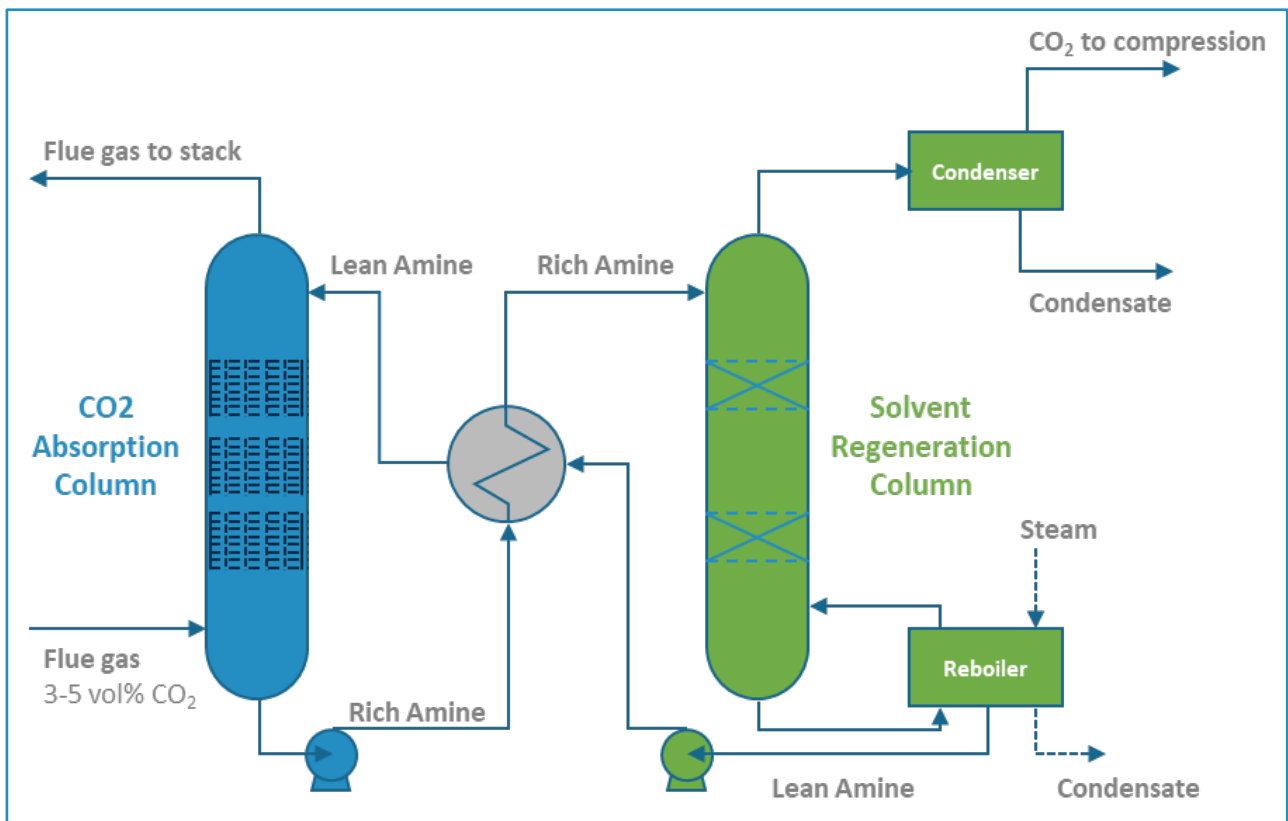 CO₂ to compression
Flue gas to stack
Condenser
Lean Amine
Rich Amine
Condensate
CO2
Absorption
Column
Solvent
Regeneration
Column
Steam
Flue gas
3-5 vol% CO₂
Reboiler
Rich Amine
Lean Amine
Condensate